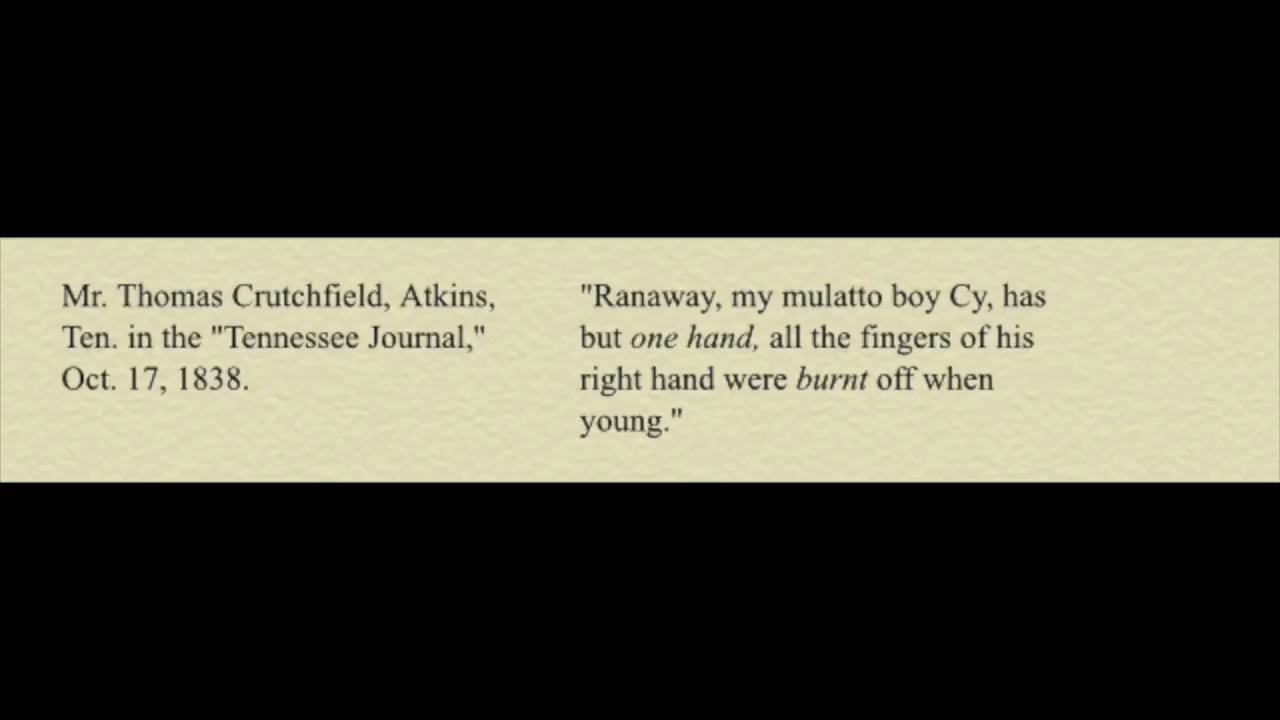 Mr. Thomas Crutchfield, Atkins,
Ten. in the "Tennessee Journal,"
Oct. 17, 1838.
"Ranaway, my mulatto boy Cy, has
but one hand, all the fingers of his
right hand were burnt off when
young."